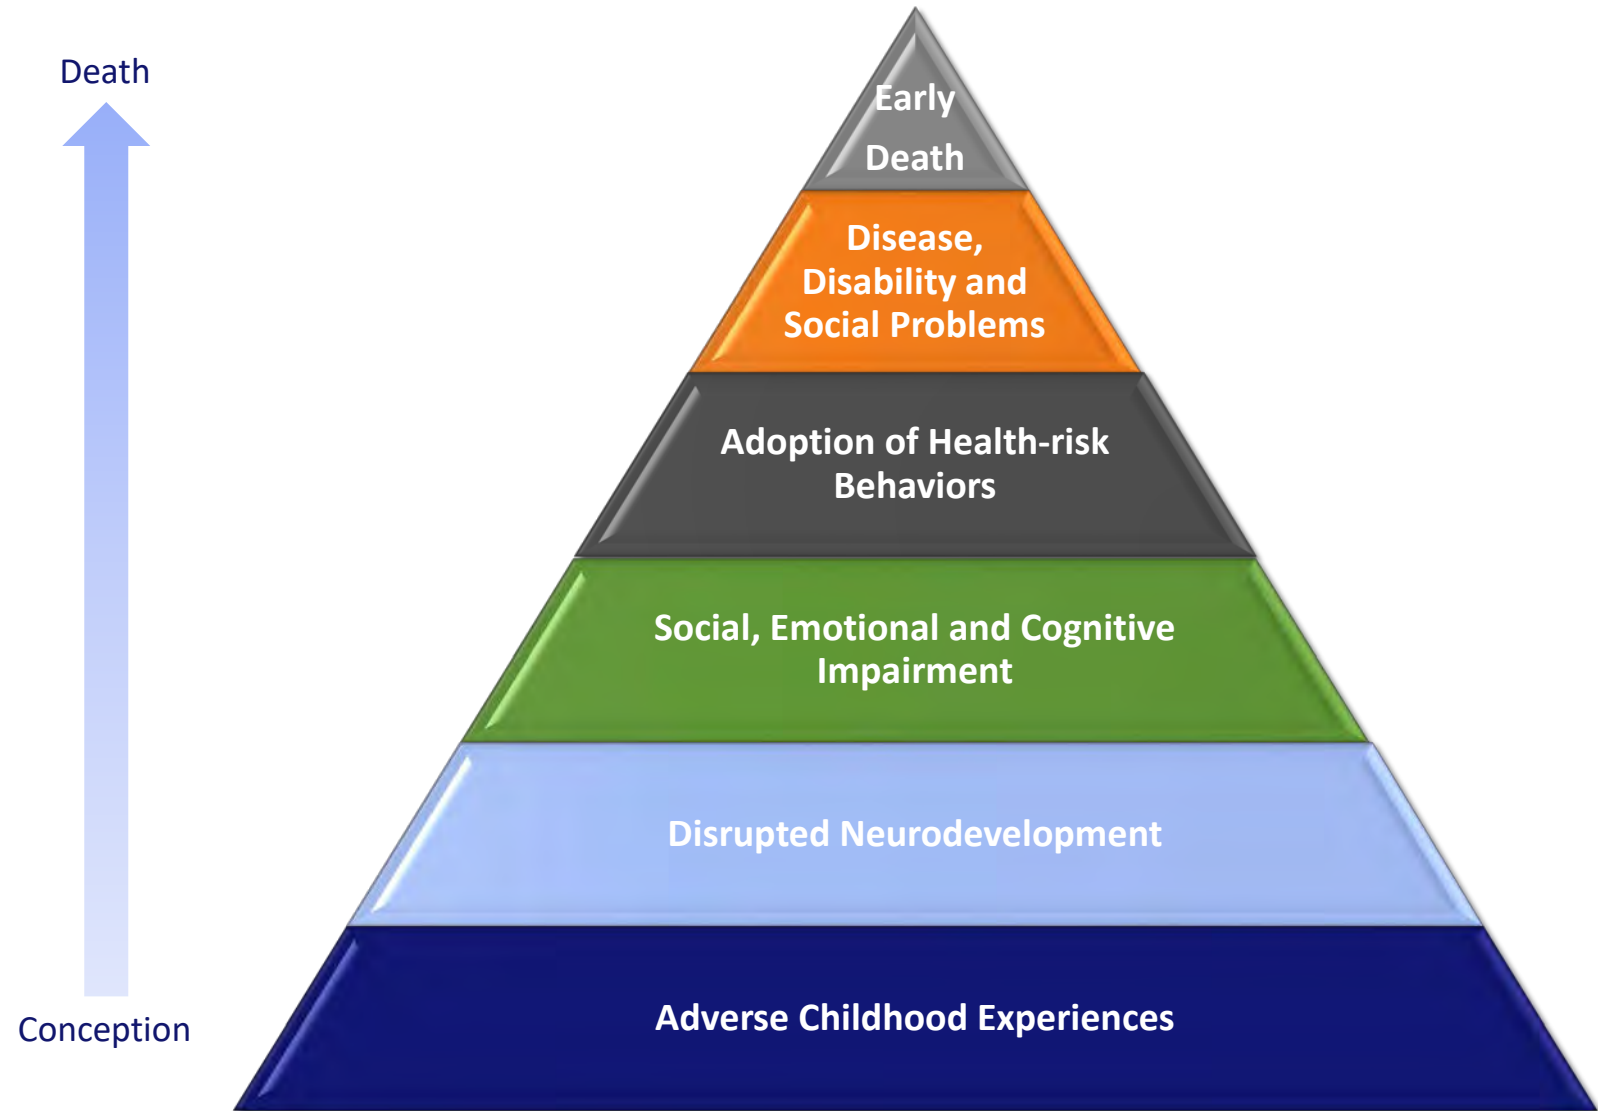 Death
Early
Death
Disease,
Disability and
Social Problems
Adoption of Health-risk
Behaviors
Social, Emotional and Cognitive
Impairment
Disrupted Neurodevelopment
Adverse Childhood Experiences
Conception